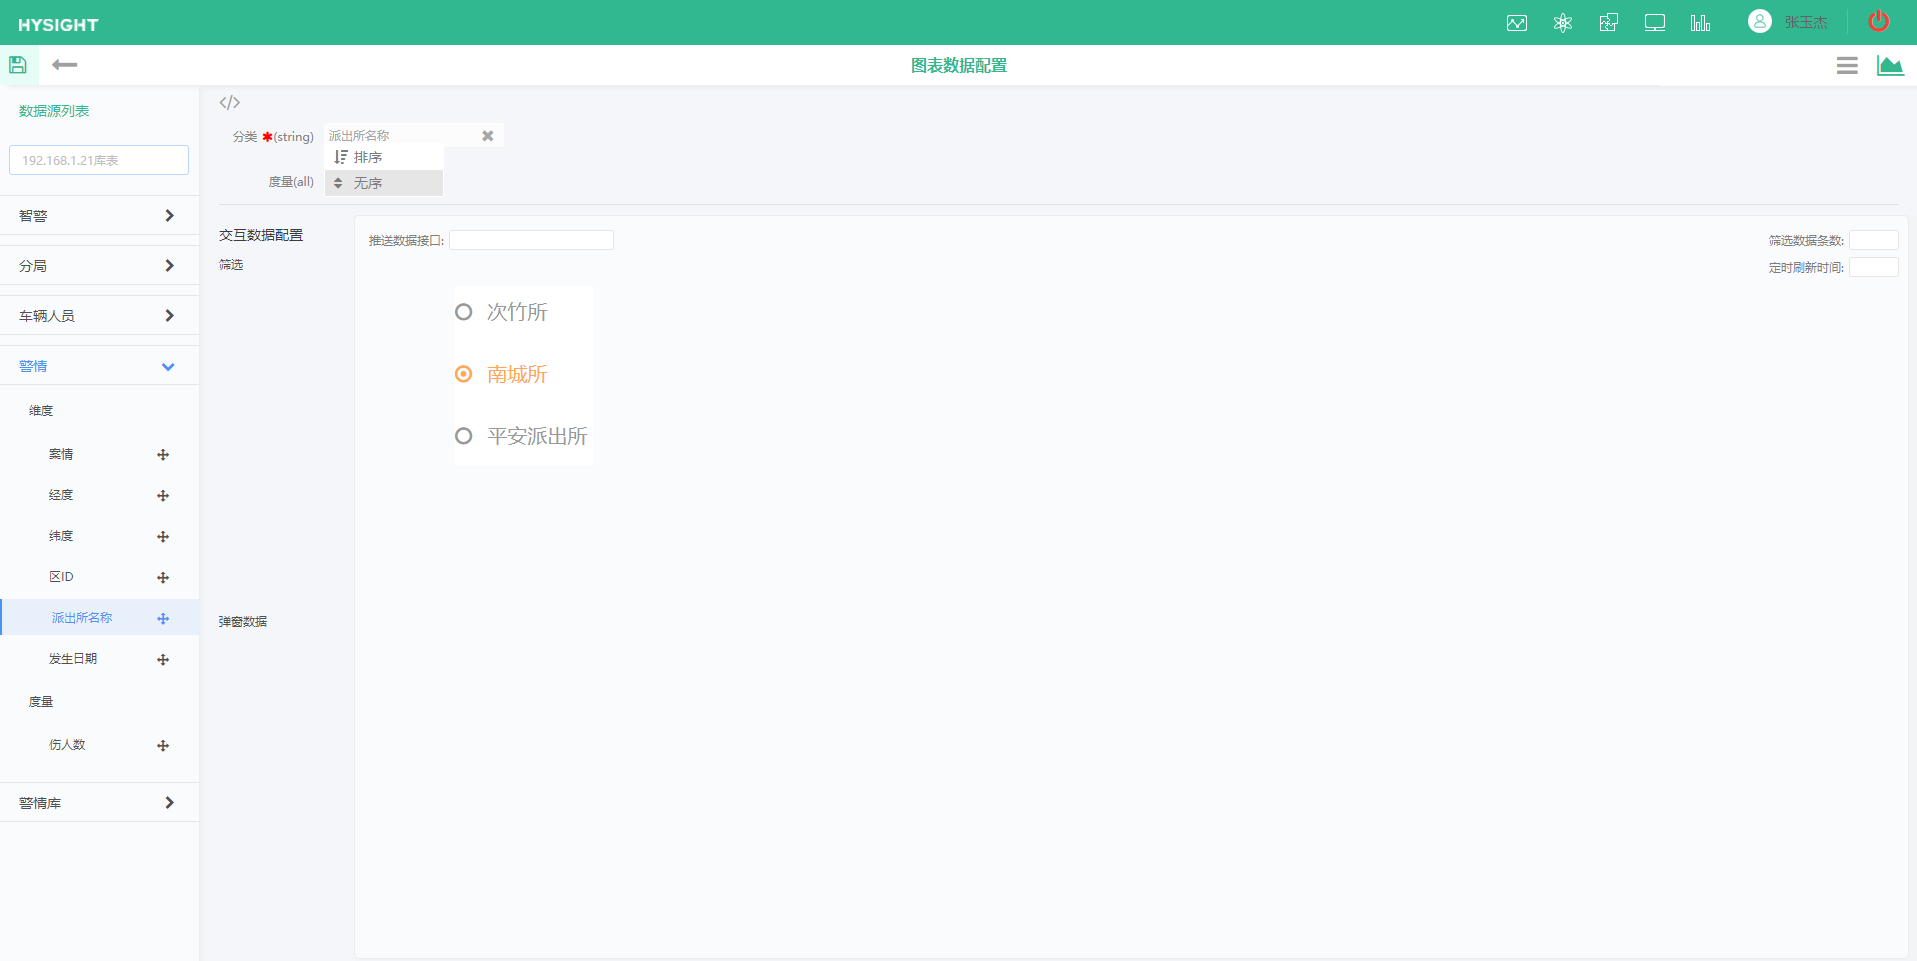 HYSIGHT
张玉杰
图表数据配置
数据源列表
192.168.1.21库表
智警
分局
车辆人员
警情
维度
案情
经度
纬度
区ID
派出所名称
发生日期
度量
伤人数
警情库
</>
分类 *(string)
派出所名称
排序
度量(all)
无序
交互数据配置
筛选
弹窗数据
推送数据接口:
筛选数据条数:
定时刷新时间:
次竹所
南城所
平安派出所